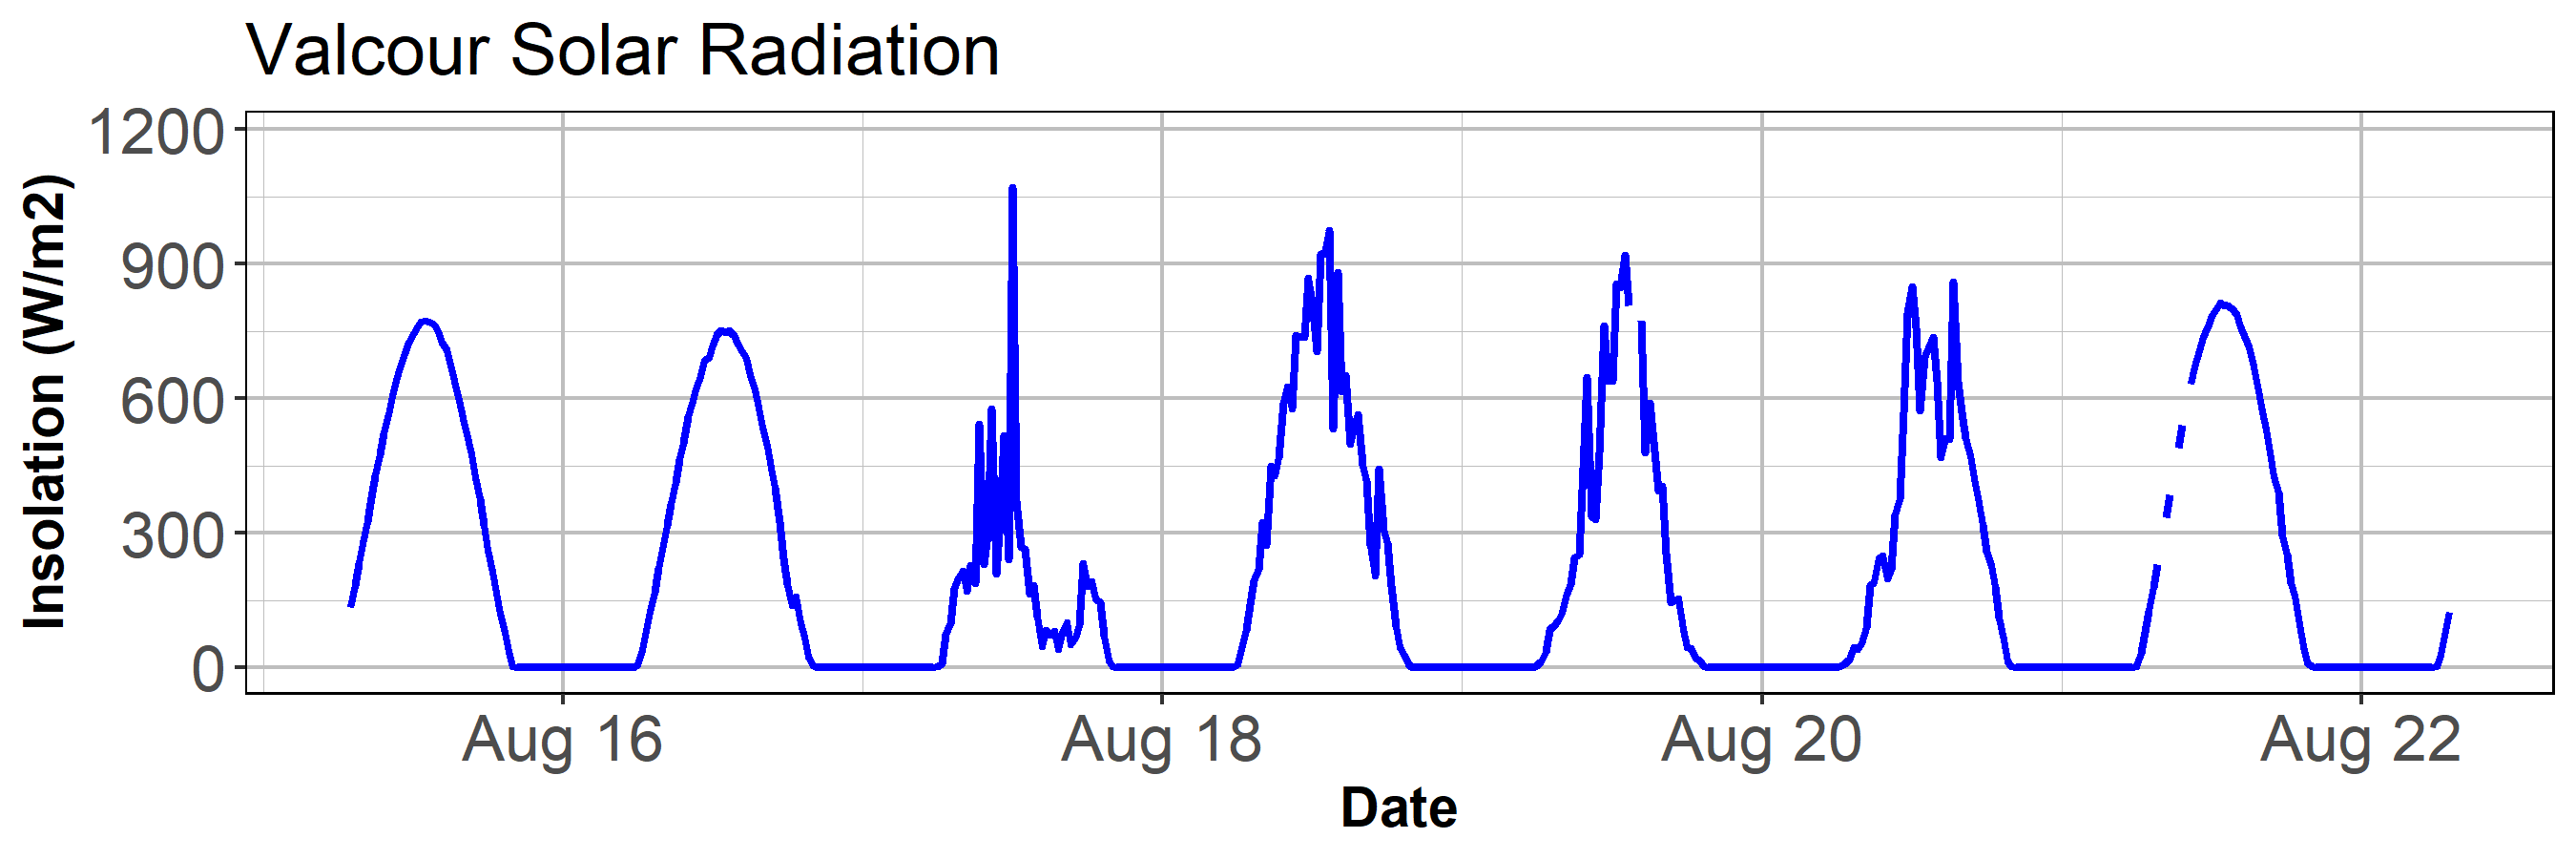 Valcour Solar Radiation
1200
900
600
300
0
Insolation (W/m2)
Aug 16
Aug 18
Aug 20
Aug 22
Date